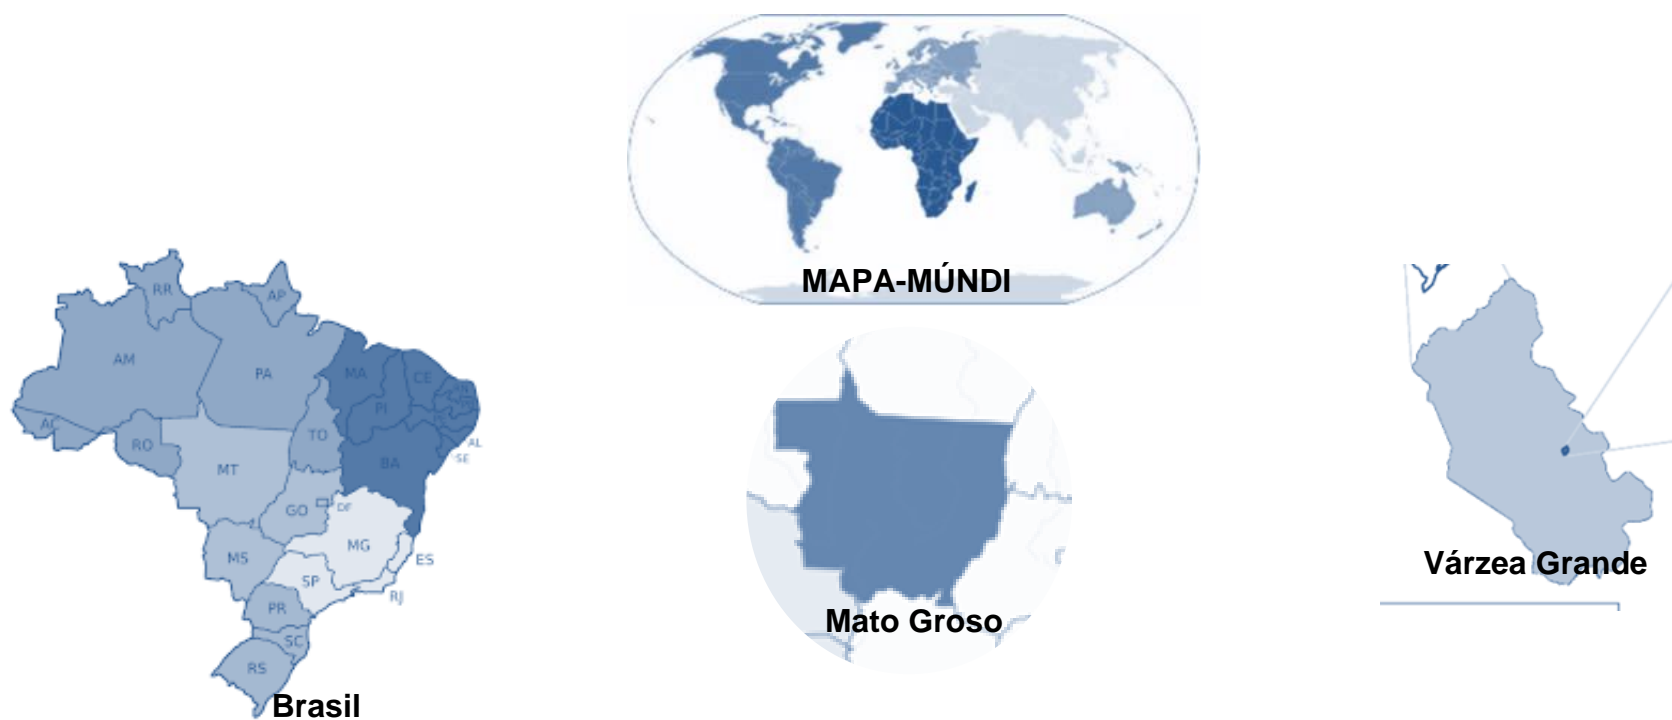 MAPA-MÚNDI
RR
AP
AM
PA
MA
CE
PI
AC
RO
TO
AL
SE
MT
BA
GO
DF
MG
ES
MS
SP
RJ
PR
SC
RS
Brasil
Mato Groso
Várzea Grande